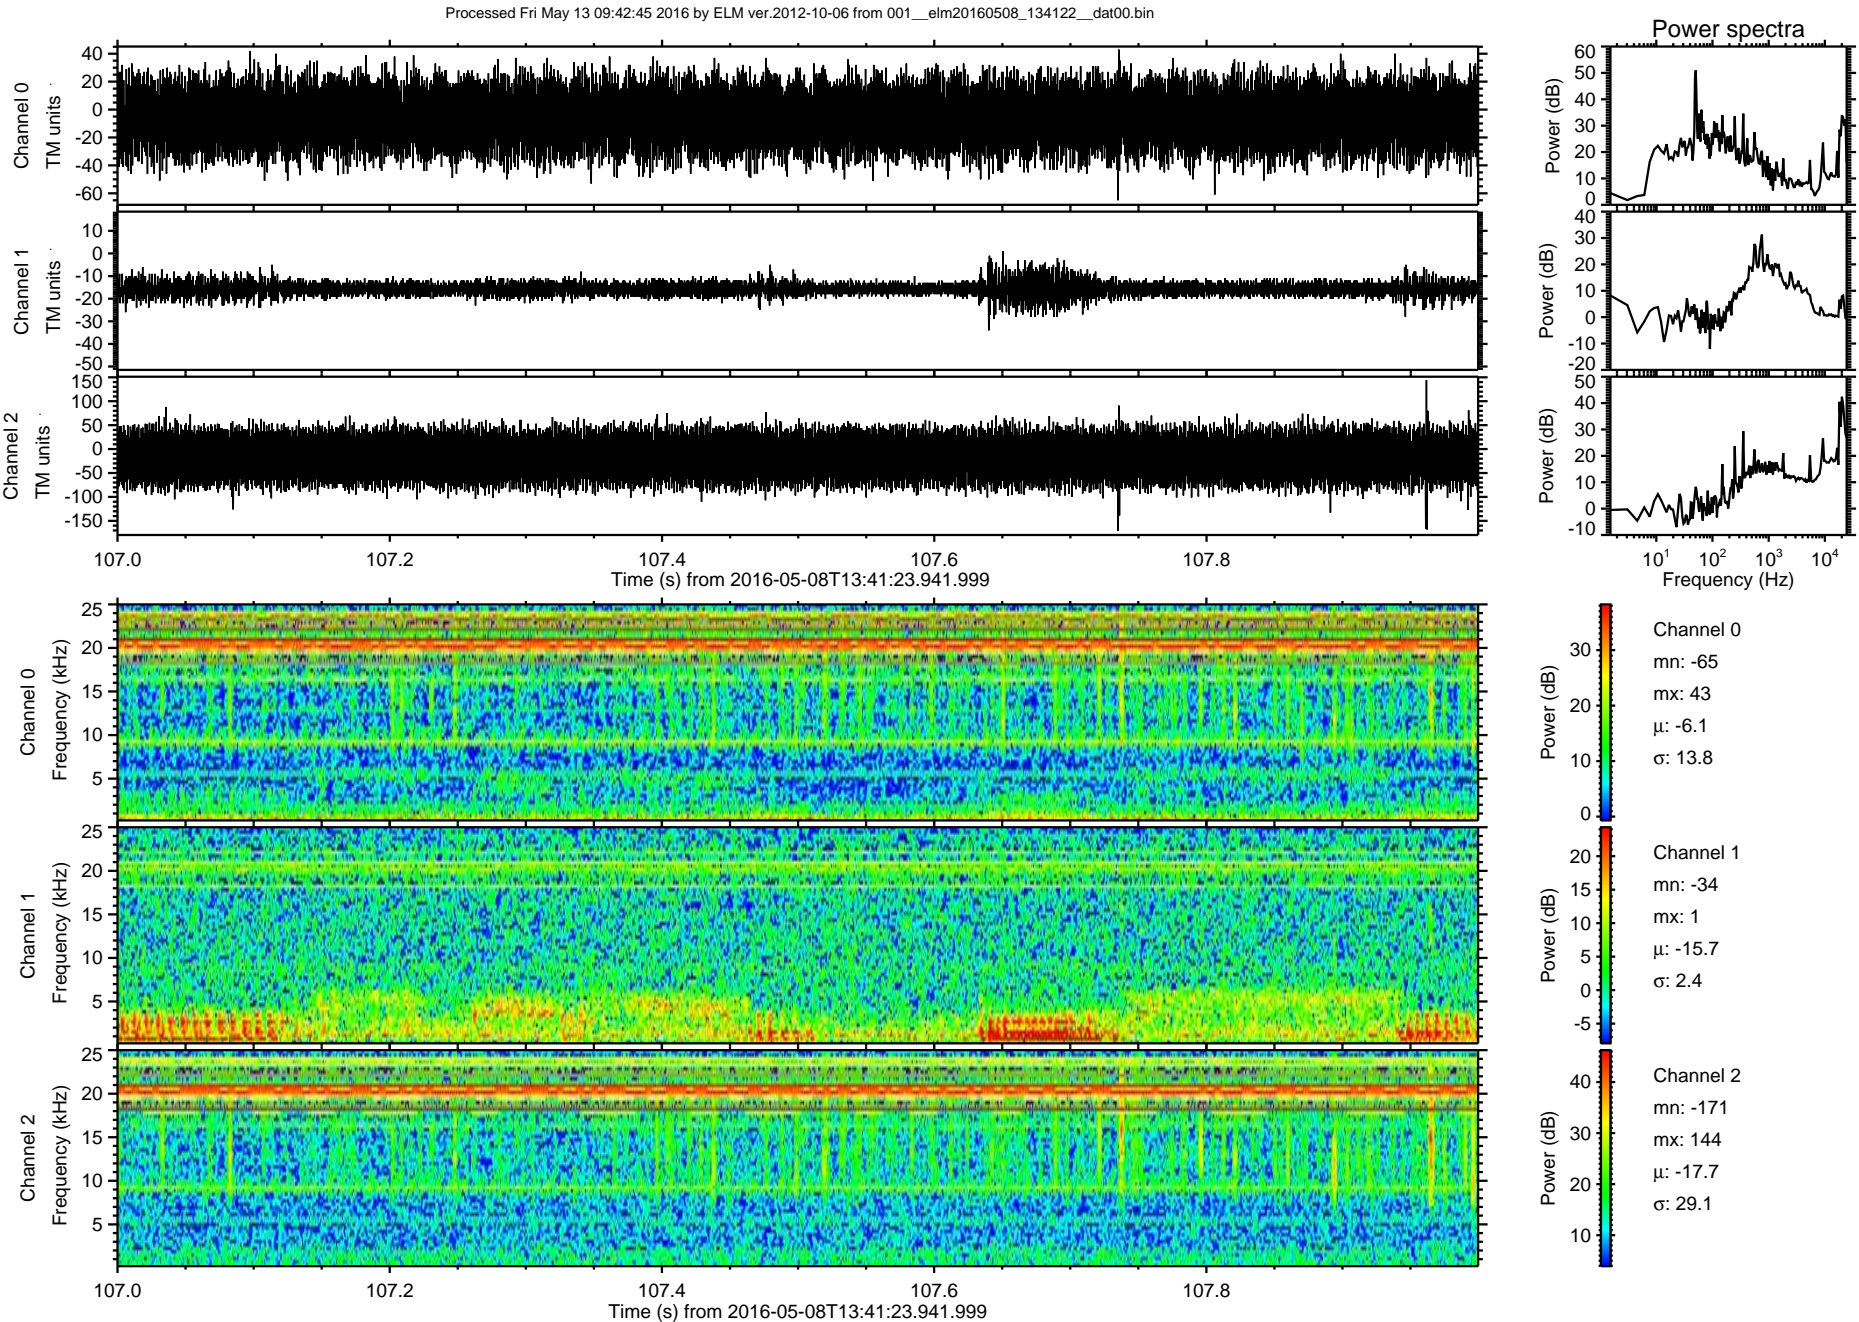 Processed Fri May 13 09:42:45 2016 by ELM ver.2012-10-06 from 001__elm20160508_134122__dat00.bin
Power spectra
Channel 0
TM units
40
20
0
-20
-40
-60
Power (dB)
60
50
40
30
20
10
0
Channel 1
TM units
10
0
-10
-20
-30
-40
-50
Power (dB)
40
30
20
10
0
-10
-20
Channel 2
TM units
150
100
50
0
-50
-100
-150
Power (dB)
50
40
30
20
10
0
-10
107.0 107.2 107.4 107.6 107.8
Time (s) from 2016-05-08T13:41:23.941.999
10¹ 10² 10³ 10⁴
Frequency (Hz)
Channel 0
Frequency (kHz)
25
20
15
10
5
Power (dB)
30
20
10
0
Channel 0
mn: -65
mx: 43
μ: -6.1
σ: 13.8
Channel 1
Frequency (kHz)
25
20
15
10
5
Power (dB)
20
15
10
5
0
-5
Channel 1
mn: -34
mx: 1
μ: -15.7
σ: 2.4
Channel 2
Frequency (kHz)
25
20
15
10
5
Power (dB)
40
30
20
10
Channel 2
mn: -171
mx: 144
μ: -17.7
σ: 29.1
107.0 107.2 107.4 107.6 107.8
Time (s) from 2016-05-08T13:41:23.941.999